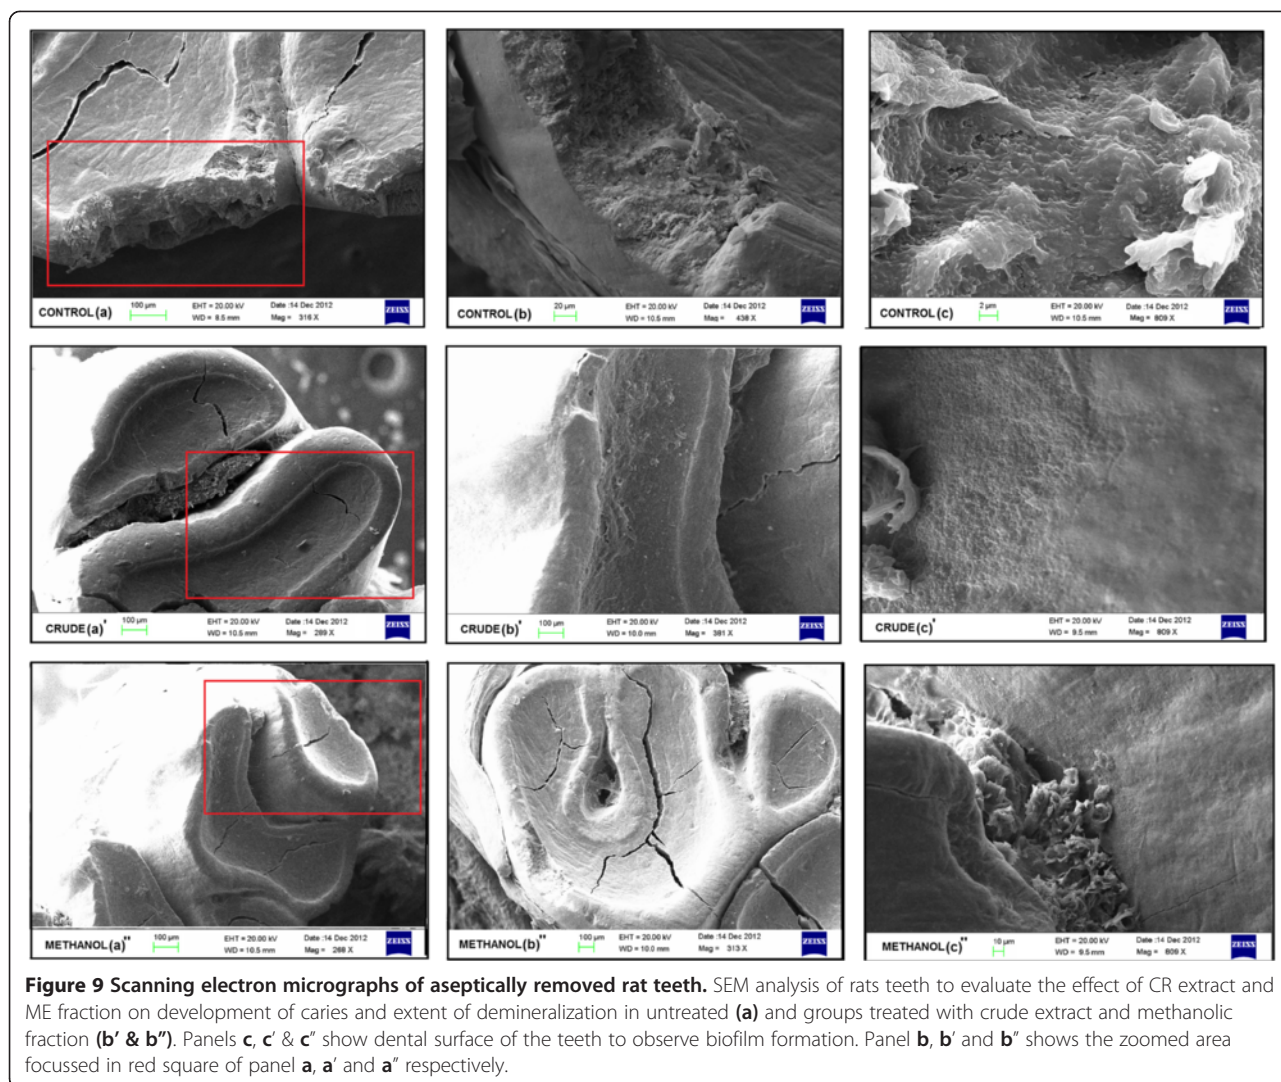 CONTROL (a) 100 µm EHT = 20.00 kV Date :14 Dec 2012
WD = 8.5 mm Mag = 316 X ZEISS
CONTROL (b) 20 µm EHT = 20.00 kV Date :14 Dec 2012
WD = 10.5 mm Mag = 438 X ZEISS
CONTROL (c) 2 µm EHT = 20.00 kV Date :14 Dec 2012
WD = 10.5 mm Mag = 809 X ZEISS
CRUDE (a)' 100 µm EHT = 20.00 kV Date :14 Dec 2012
WD = 10.5 mm Mag = 289 X ZEISS
CRUDE (b)' 100 µm EHT = 20.00 kV Date :14 Dec 2012
WD = 10.0 mm Mag = 381 X ZEISS
CRUDE (c)' EHT = 20.00 kV Date :14 Dec 2012
WD = 9.5 mm Mag = 809 X ZEISS
METHANOL (a)" 100 µm EHT = 20.00 kV Date :14 Dec 2012
WD = 10.5 mm Mag = 268 X ZEISS
METHANOL (b)" 100 µm EHT = 20.00 kV Date :14 Dec 2012
WD = 10.0 mm Mag = 313 X ZEISS
METHANOL (c)" 10 µm EHT = 20.00 kV Date :14 Dec 2012
WD = 9.5 mm Mag = 809 X ZEISS
Figure 9 Scanning electron micrographs of aseptically removed rat teeth. SEM analysis of rats teeth to evaluate the effect of CR extract and
ME fraction on development of caries and extent of demineralization in untreated (a) and groups treated with crude extract and methanolic
fraction (b′ & b″). Panels c, c′ & c″ show dental surface of the teeth to observe biofilm formation. Panel b, b′ and b″ shows the zoomed area
focussed in red square of panel a, a′ and a″ respectively.